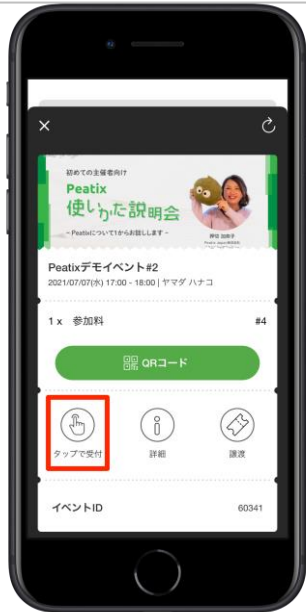 初めての主催者向け
Peatix
使いかた説明会
- Peatixについて1からお話しします -
Peatixデモイベント#2
2021/07/07(水) 17:00 - 18:00 | ヤマダ ハナコ
1 x 参加料
#4
QRコード
タップで受付
詳細
譲渡
イベントID
60341